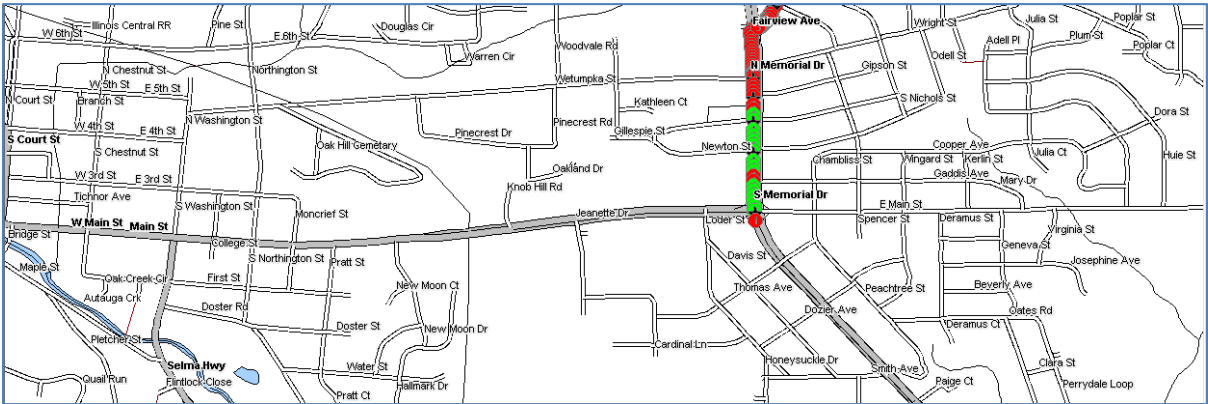 Illinois Central RR
Pine St
Douglas Cir
Fairview Ave
Wright St
Julia St
Poplar St
W 6th St
E 6th St
Woodvale Rd
Adell Pl
Plum St
Warren Cir
Odell St
Poplar Ct
N Chestnut St
Northington St
N Memorial Dr
Gipson St
W 5th St
E 5th St
Wetumpka St
N Court St
Branch St
Kathleen Ct
S Nichols St
Dora St
N Washington St
W 4th St
E 4th St
Pinecrest Dr
Pinecrest Rd
Gillespie St
S Court St
Oak Hill Cemetary
Newton St
Cooper Ave
S Chestnut St
Chambliss St
Wingard St
Kerlin St
Julia Ct
Huie St
Oakland Dr
Gaddis Ave
W 3rd St
E 3rd St
Mary Dr
Knob Hill Rd
Tichnor Ave
S Memorial Dr
S Washington St
Moncrief St
Jeanette Dr
E Main St
W Main St
Main St
Loder St
Spencer St
Deramus St
Virginia St
Bridge St
College St
Geneva St
S Northington St
Pratt St
Davis St
Josephine Ave
Maple St
Oak Creek Cir
First St
New Moon Ct
Thomas Ave
Peachtree St
Beverly Ave
Autauga Crk
Doster Rd
Dozier Ave
Oates Rd
Doster St
New Moon Dr
Deramus Ct
Pletcher St
Cardinal Ln
Selma Hwy
Water St
Honeysuckle Dr
Smith Ave
Clara St
Quail Run
Flintlock Close
Hallmark Dr
Paige Ct
Perrydale Loop
Pratt Ct